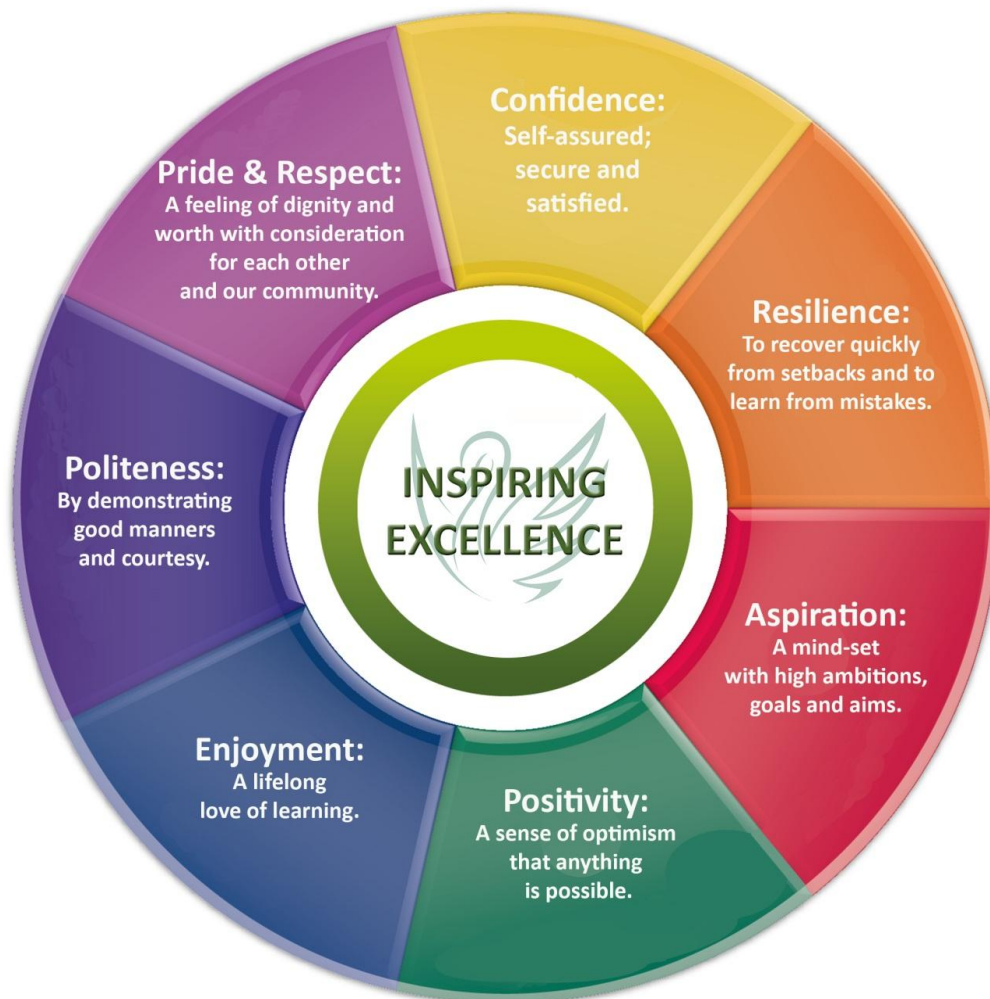 Confidence:
Self-assured;
secure and
satisfied.
Resilience:
To recover quickly
from setbacks and to
learn from mistakes.
Aspiration:
A mind-set
with high ambitions,
goals and aims.
Positivity:
A sense of optimism
that anything
is possible.
Enjoyment:
A lifelong
love of learning.
Politeness:
By demonstrating
good manners
and courtesy.
Pride & Respect:
A feeling of dignity and
worth with consideration
for each other
and our community.
INSPIRING
EXCELLENCE